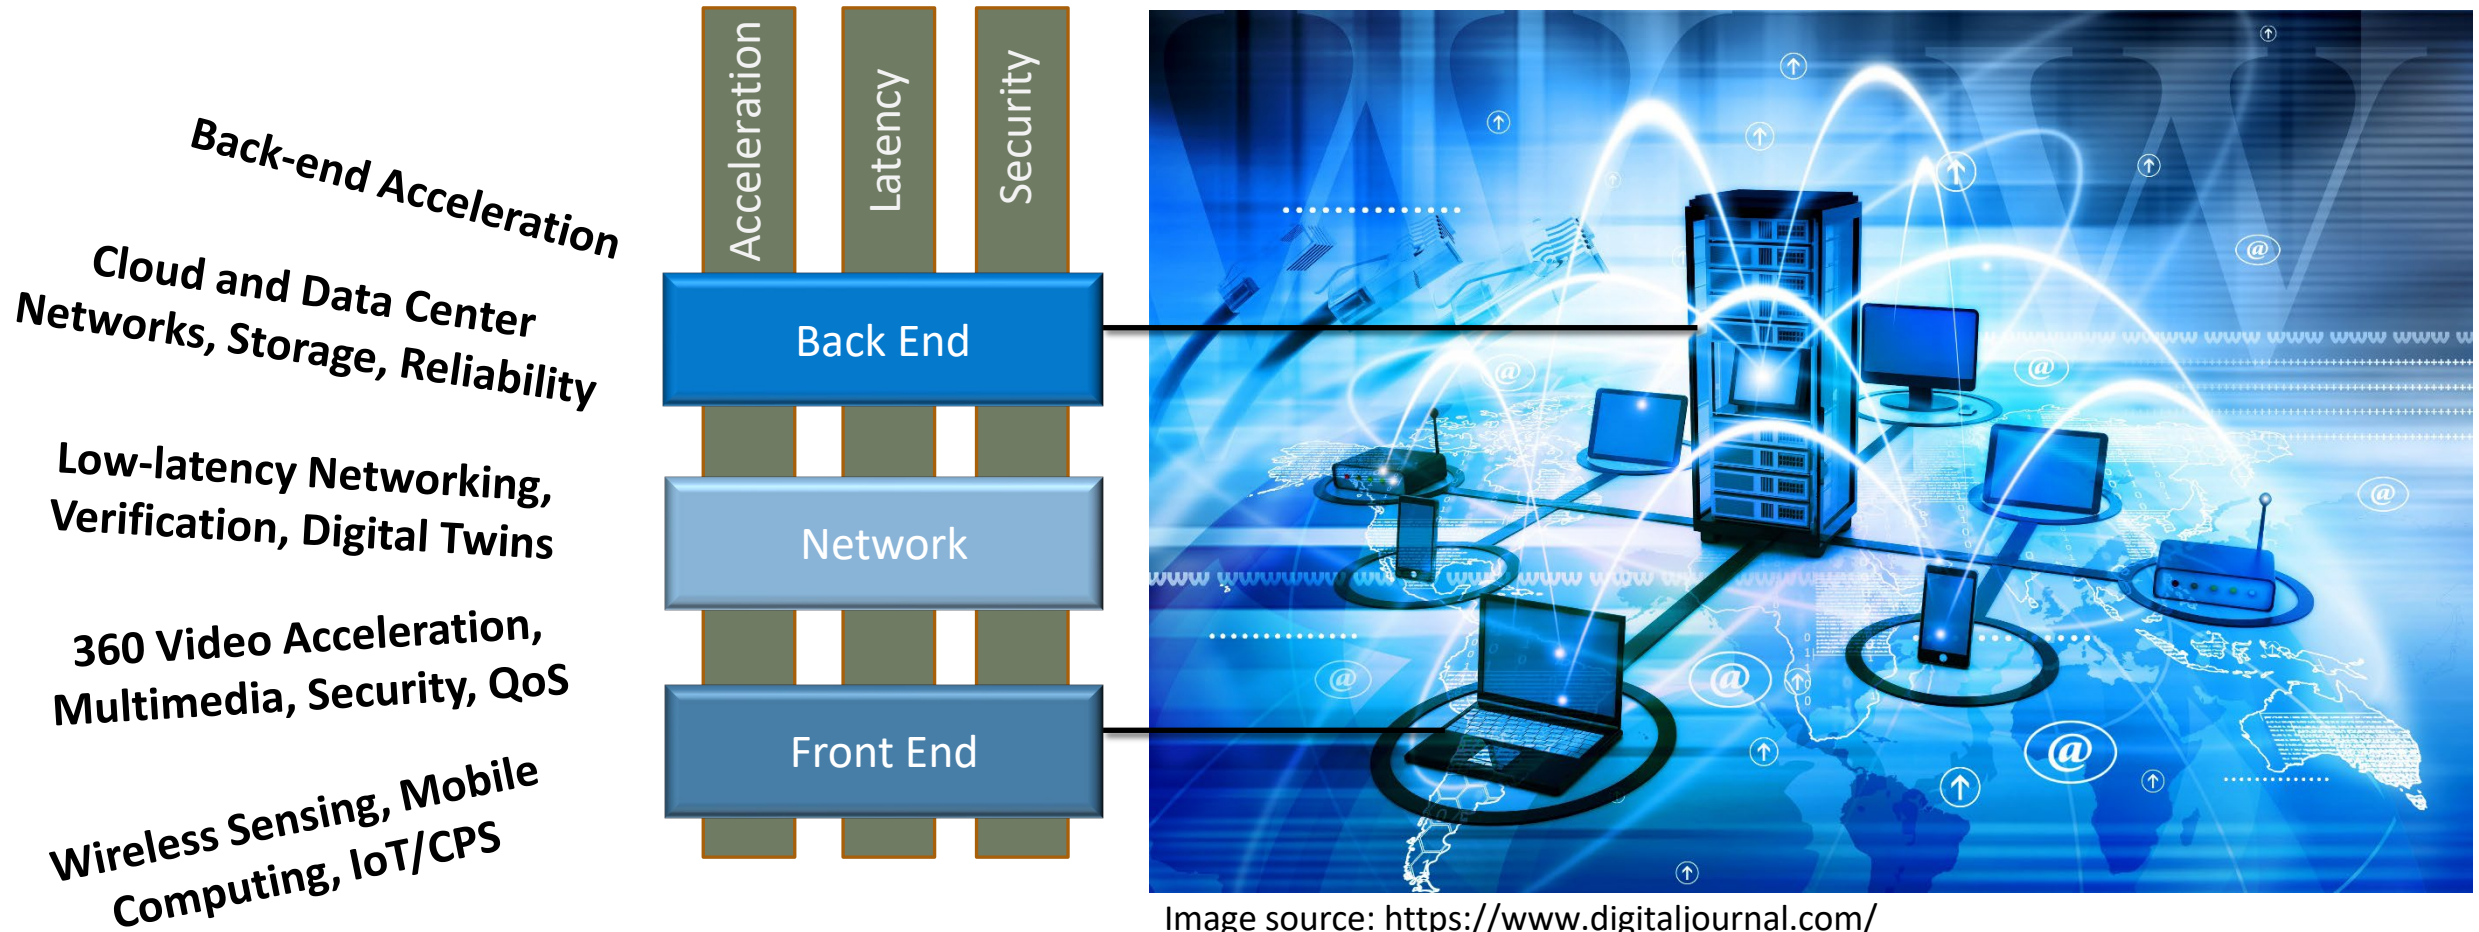 Back-end Acceleration
Cloud and Data Center
Networks, Storage, Reliability
Low-latency Networking,
Verification, Digital Twins
360 Video Acceleration,
Multimedia, Security, QoS
Wireless Sensing, Mobile
Computing, IoT/CPS
Acceleration
Latency
Security
Back End
Network
Front End
Image source: https://www.digitaljournal.com/